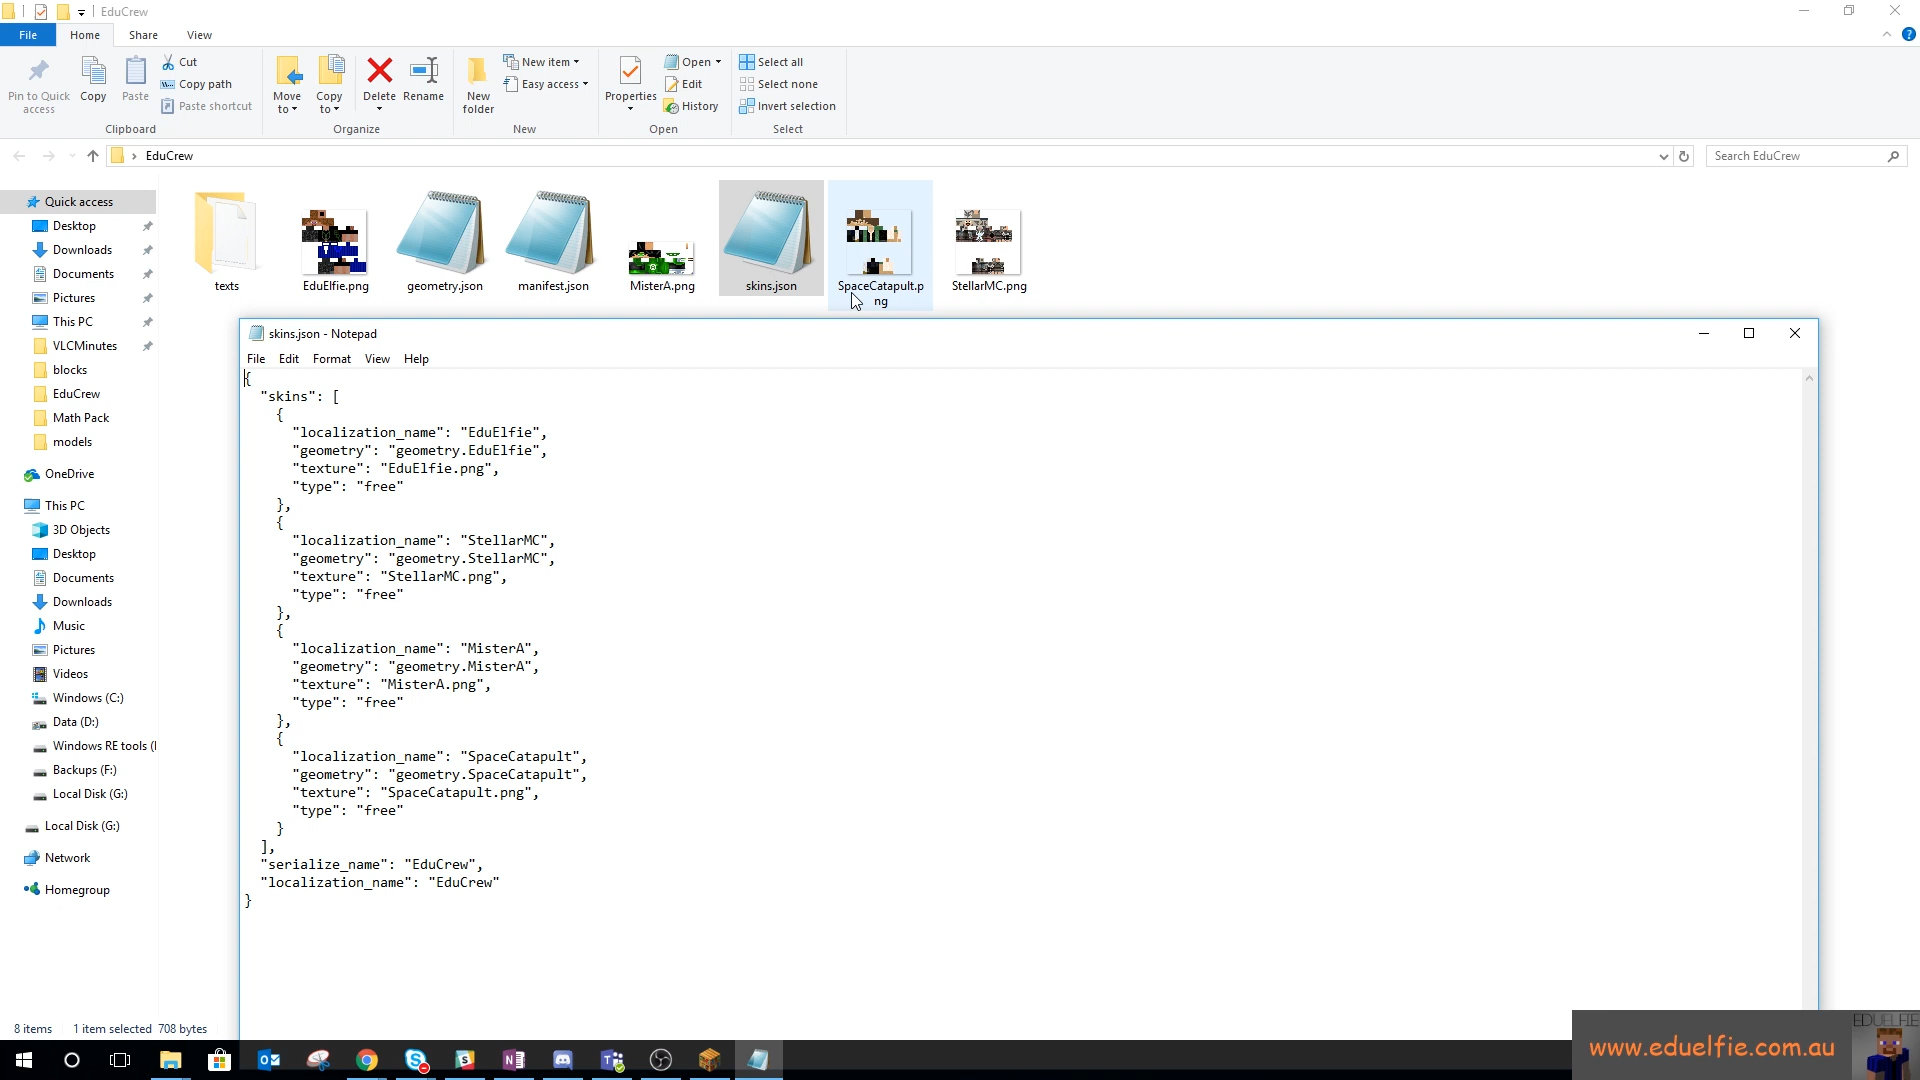 EduCrew
File Home Share View
Pin to Quick access
Copy
Paste
Cut
Copy path
Paste shortcut
Clipboard
Move to
Copy to
Delete
Rename
Organize
New folder
New item
Easy access
New
Properties
Open
Edit
History
Open
Select all
Select none
Invert selection
Select
EduCrew
Search EduCrew
Quick access
Desktop
Downloads
Documents
Pictures
This PC
VLCMinutes
blocks
EduCrew
Math Pack
models
OneDrive
This PC
3D Objects
Desktop
Documents
Downloads
Music
Pictures
Videos
Windows (C:)
Data (D:)
Windows RE tools (
Backups (F:)
Local Disk (G:)
Local Disk (G:)
Network
Homegroup
texts
EduElfie.png
geometry.json
manifest.json
MisterA.png
skins.json
SpaceCatapult.p
ng
StellarMC.png
skins.json - Notepad
File Edit Format View Help
{
"skins": [
{
"localization_name": "EduElfie",
"geometry": "geometry.EduElfie",
"texture": "EduElfie.png",
"type": "free"
},
{
"localization_name": "StellarMC",
"geometry": "geometry.StellarMC",
"texture": "StellarMC.png",
"type": "free"
},
{
"localization_name": "MisterA",
"geometry": "geometry.MisterA",
"texture": "MisterA.png",
"type": "free"
},
{
"localization_name": "SpaceCatapult",
"geometry": "geometry.SpaceCatapult",
"texture": "SpaceCatapult.png",
"type": "free"
}
],
"serialize_name": "EduCrew",
"localization_name": "EduCrew"
}
8 items 1 item selected 708 bytes
www.eduelfie.com.au
EDUELFIE